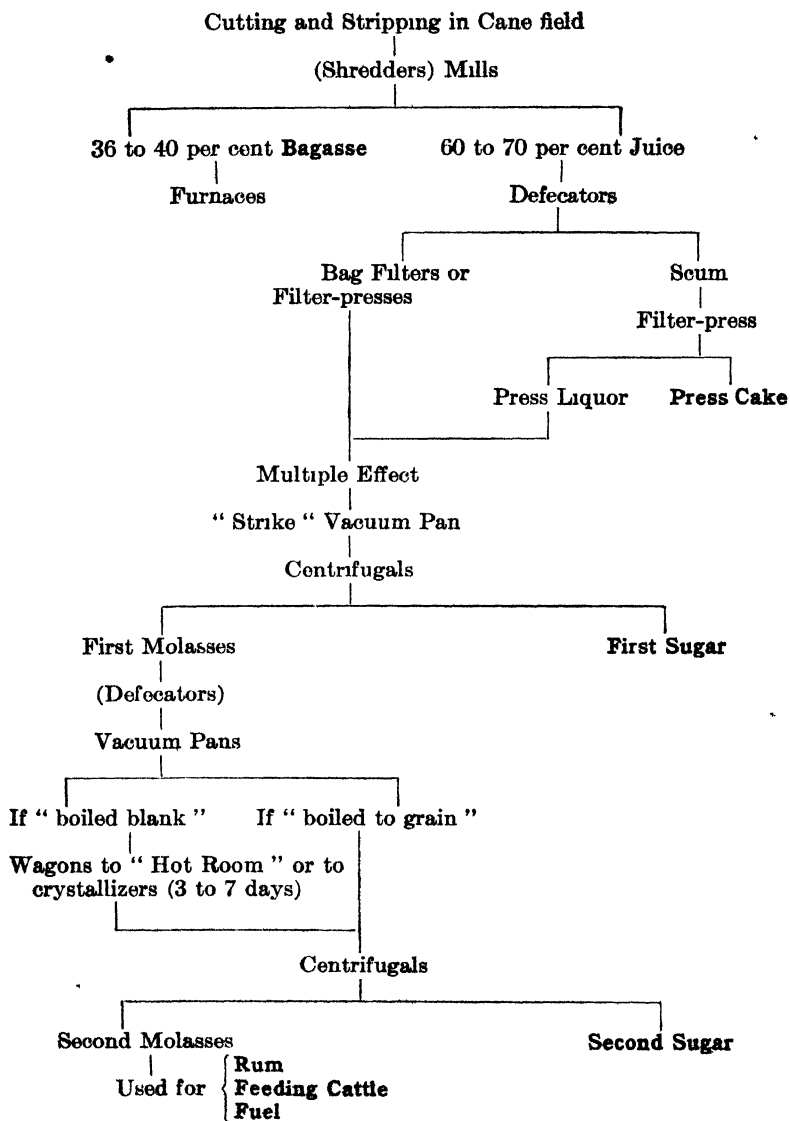 Cutting and Stripping in Cane field
(Shredders) Mills
36 to 40 per cent Bagasse
60 to 70 per cent Juice
Furnaces
Defecators
Bag Filters or
Filter-presses
Scum
Filter-press
Press Liquor
Press Cake
Multiple Effect
“ Strike “ Vacuum Pan
Centrifugals
First Molasses
First Sugar
(Defecators)
Vacuum Pans
If “ boiled blank ”
If “ boiled to grain ”
Wagons to “ Hot Room ” or to
crystallizers (3 to 7 days)
Centrifugals
Second Molasses
Second Sugar
Used for
Rum
Feeding Cattle
Fuel